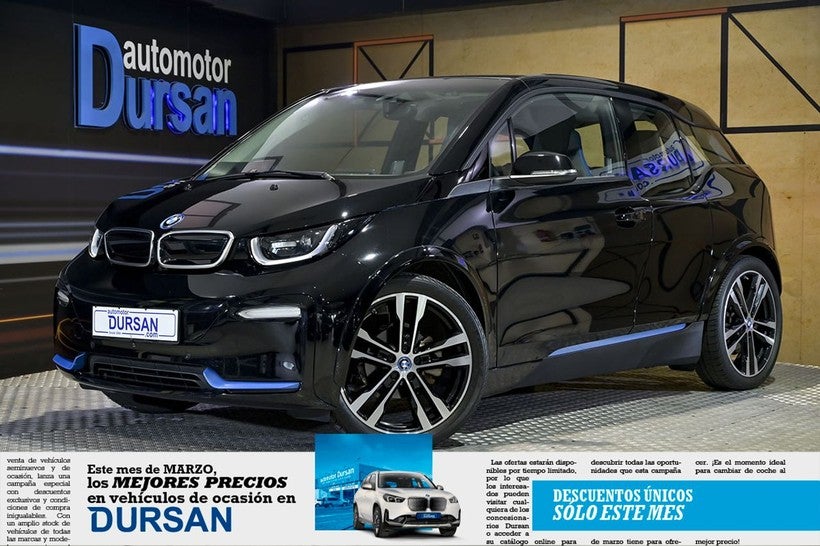 automotor
Dursan
automotor
DURSAN
.com
Este mes de MARZO,
los MEJORES PRECIOS
en vehículos de ocasión en
DURSAN
venta de vehículos
seminuevos y de
ocasión, lanza una
campaña especial
con descuentos
exclusivos y condi-
ciones de compra
inigualables. Con
un amplio stock de
vehículos de todas
las marcas y mode-
automotor Dursan
Las ofertas estarán dispo-
nibles por tiempo limitado,
por lo que
los interesa-
dos pueden
visitar cual-
quiera de los
concesiona-
rios Dursan
o acceder a
su catálogo online para
descubrir todas las oportu-
nidades que esta campaña
de marzo tiene para ofre-
cer. ¡Es el momento ideal
para cambiar de coche al
mejor precio!
DESCUENTOS ÚNICOS
SÓLO ESTE MES